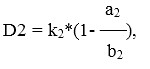 a₂
D2 = k₂*(1- ——),
b₂